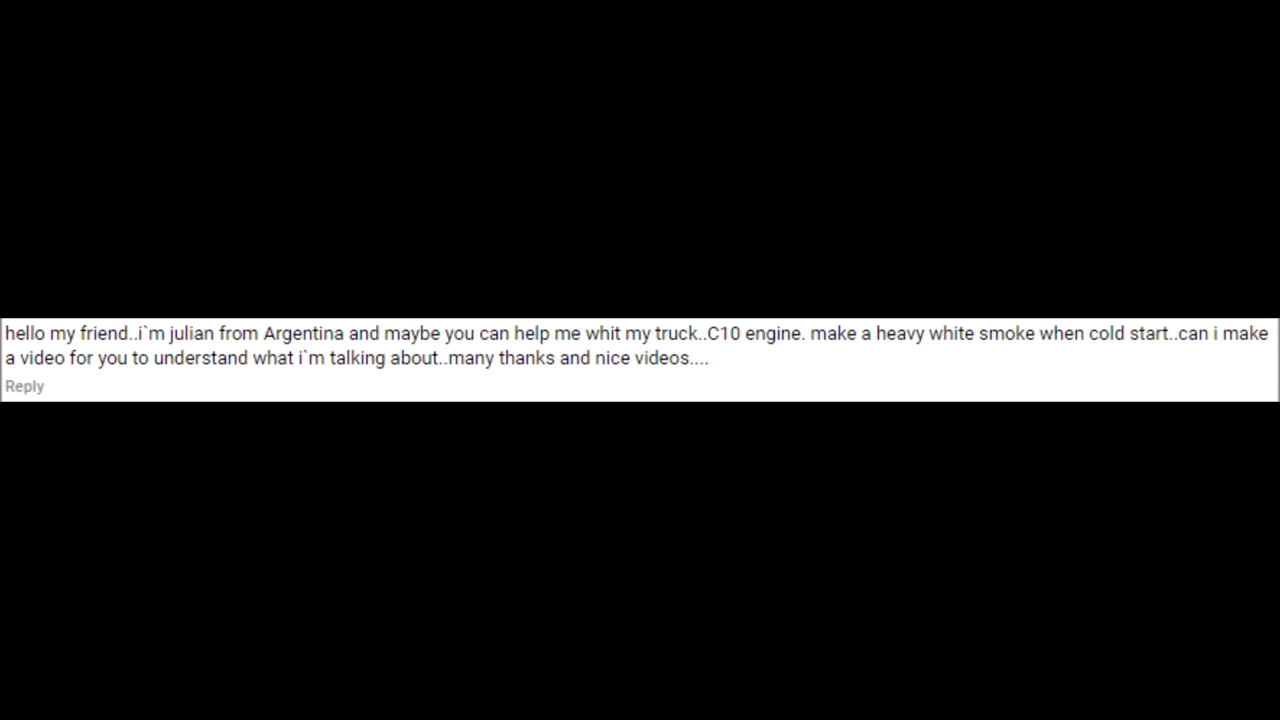 hello my friend..i`m julian from Argentina and maybe you can help me whit my truck..C10 engine. make a heavy white smoke when cold start..can i make
a video for you to understand what i`m talking about..many thanks and nice videos....
Reply